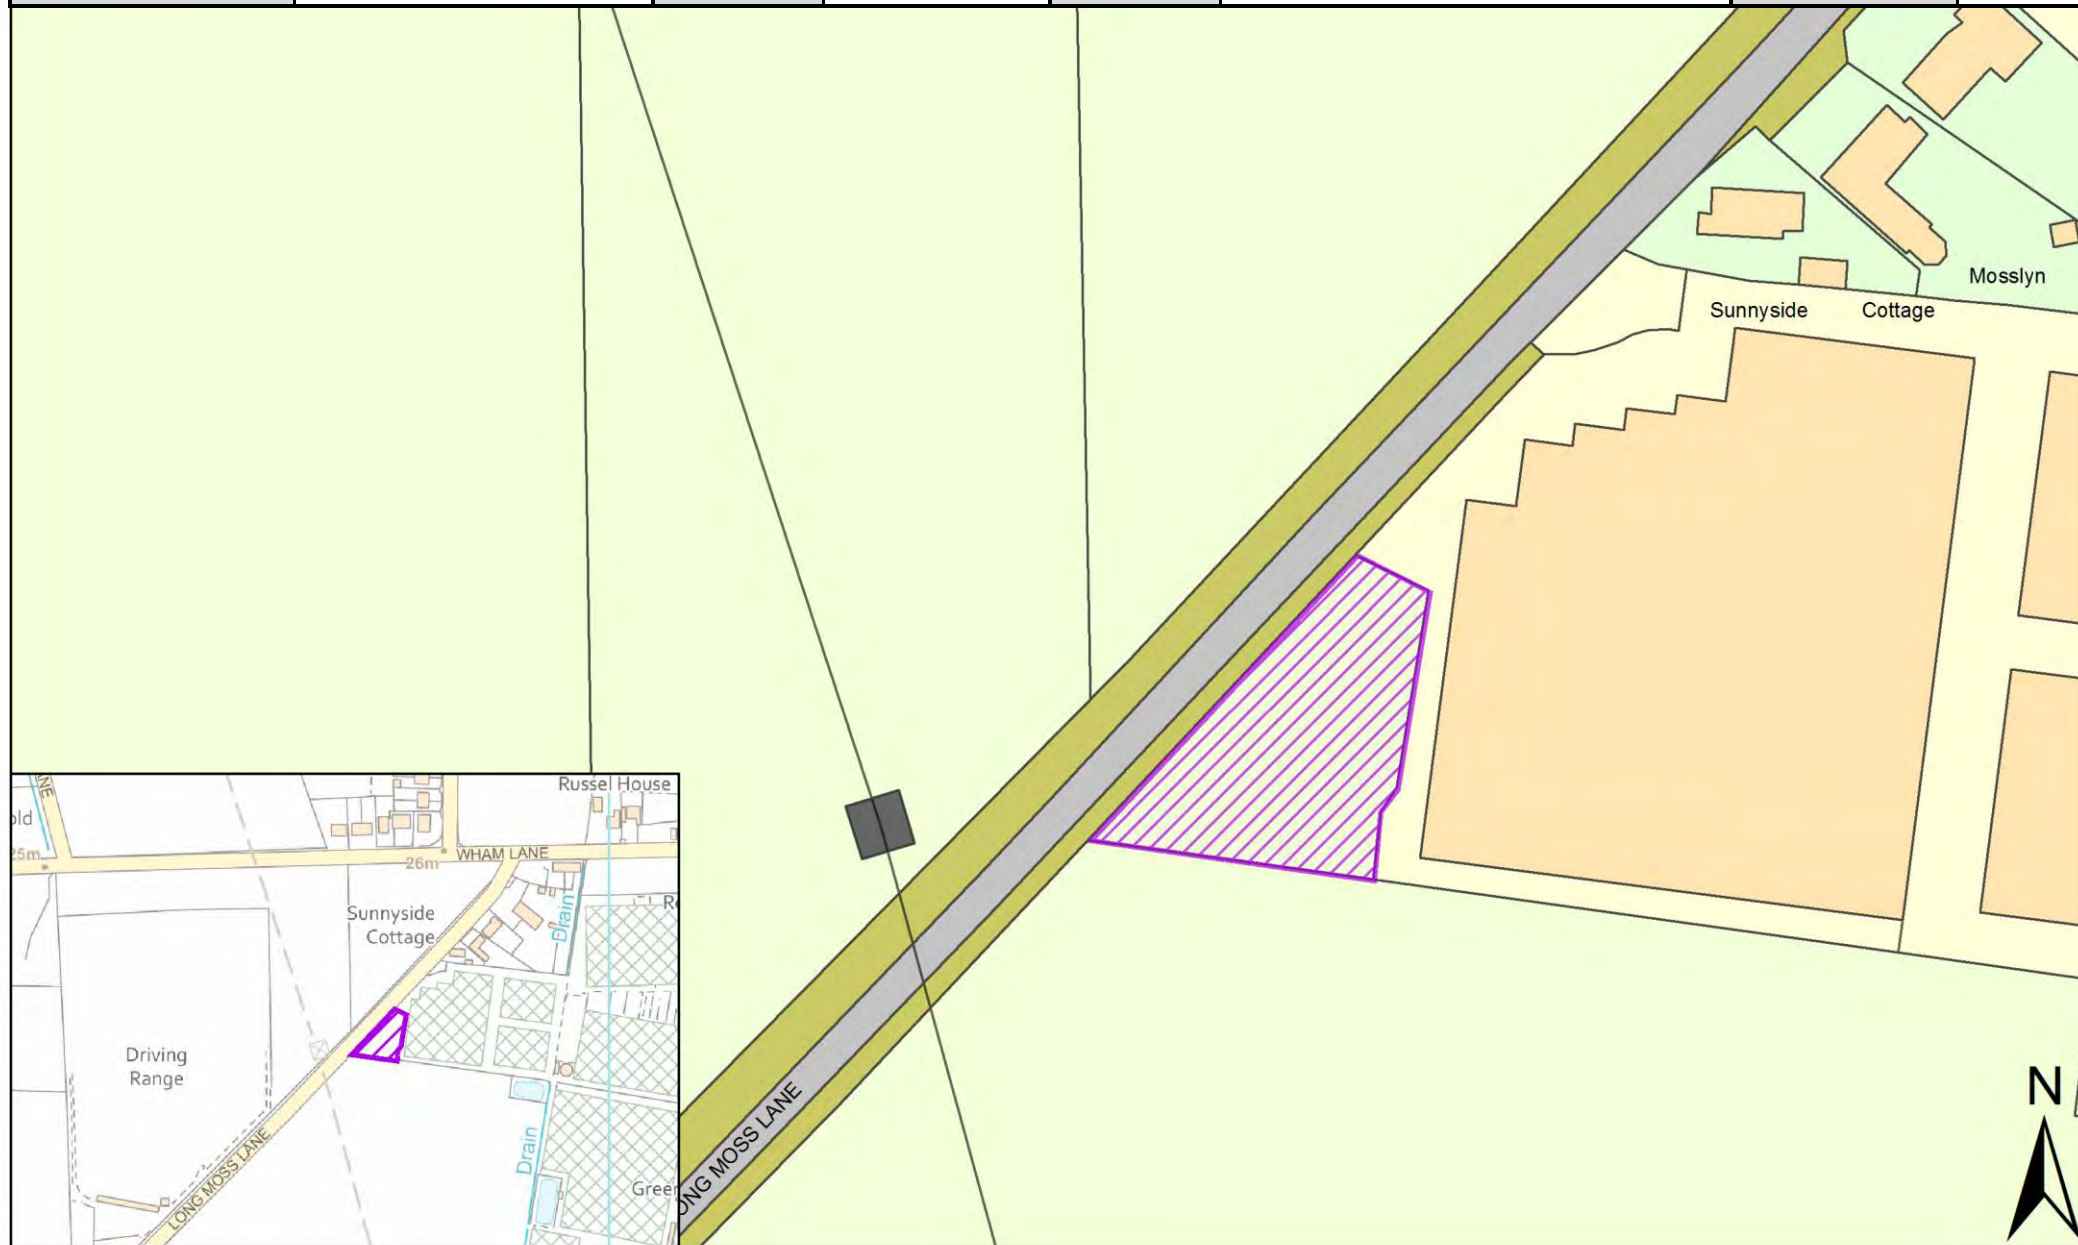 Mosslyn
Sunnyside Cottage
LONG MOSS LANE
N
Russel House
WHAM LANE
26m
25m
Sunnyside
Cottage
Drain
Driving
Range
Drain
LONG MOSS LANE